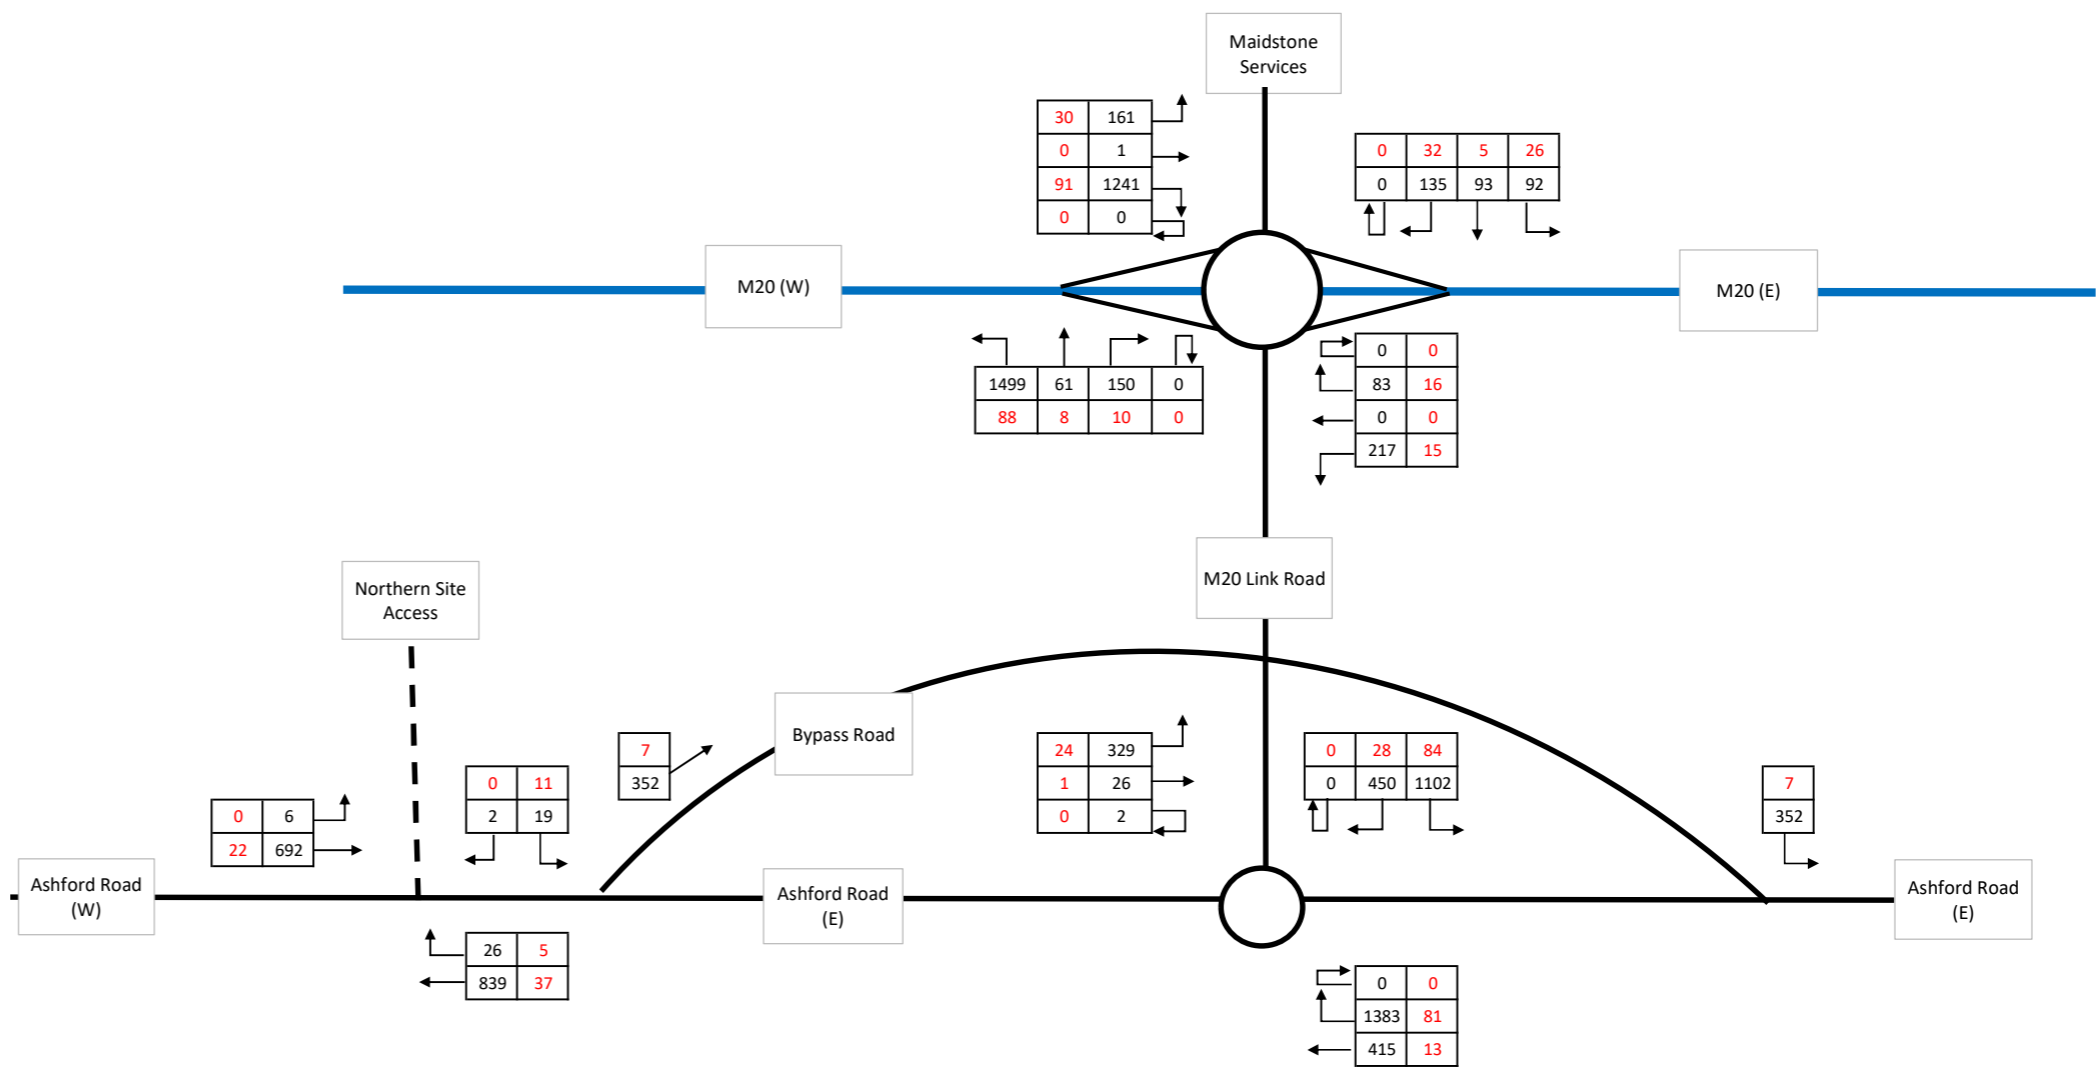 Maidstone
Services
30 161
0 1
91 1241
0 0
0 32 5 26
0 135 93 92
M20 (W)
M20 (E)
1499 61 150 0
88 8 10 0
0 0
83 16
0 0
217 15
Northern Site
Access
M20 Link Road
Bypass Road
0 6
22 692
0 11
2 19
7
352
24 329
1 26
0 2
0 28 84
0 450 1102
7
352
Ashford Road
(W)
Ashford Road
(E)
Ashford Road
(E)
26 5
839 37
0 0
1383 81
415 13